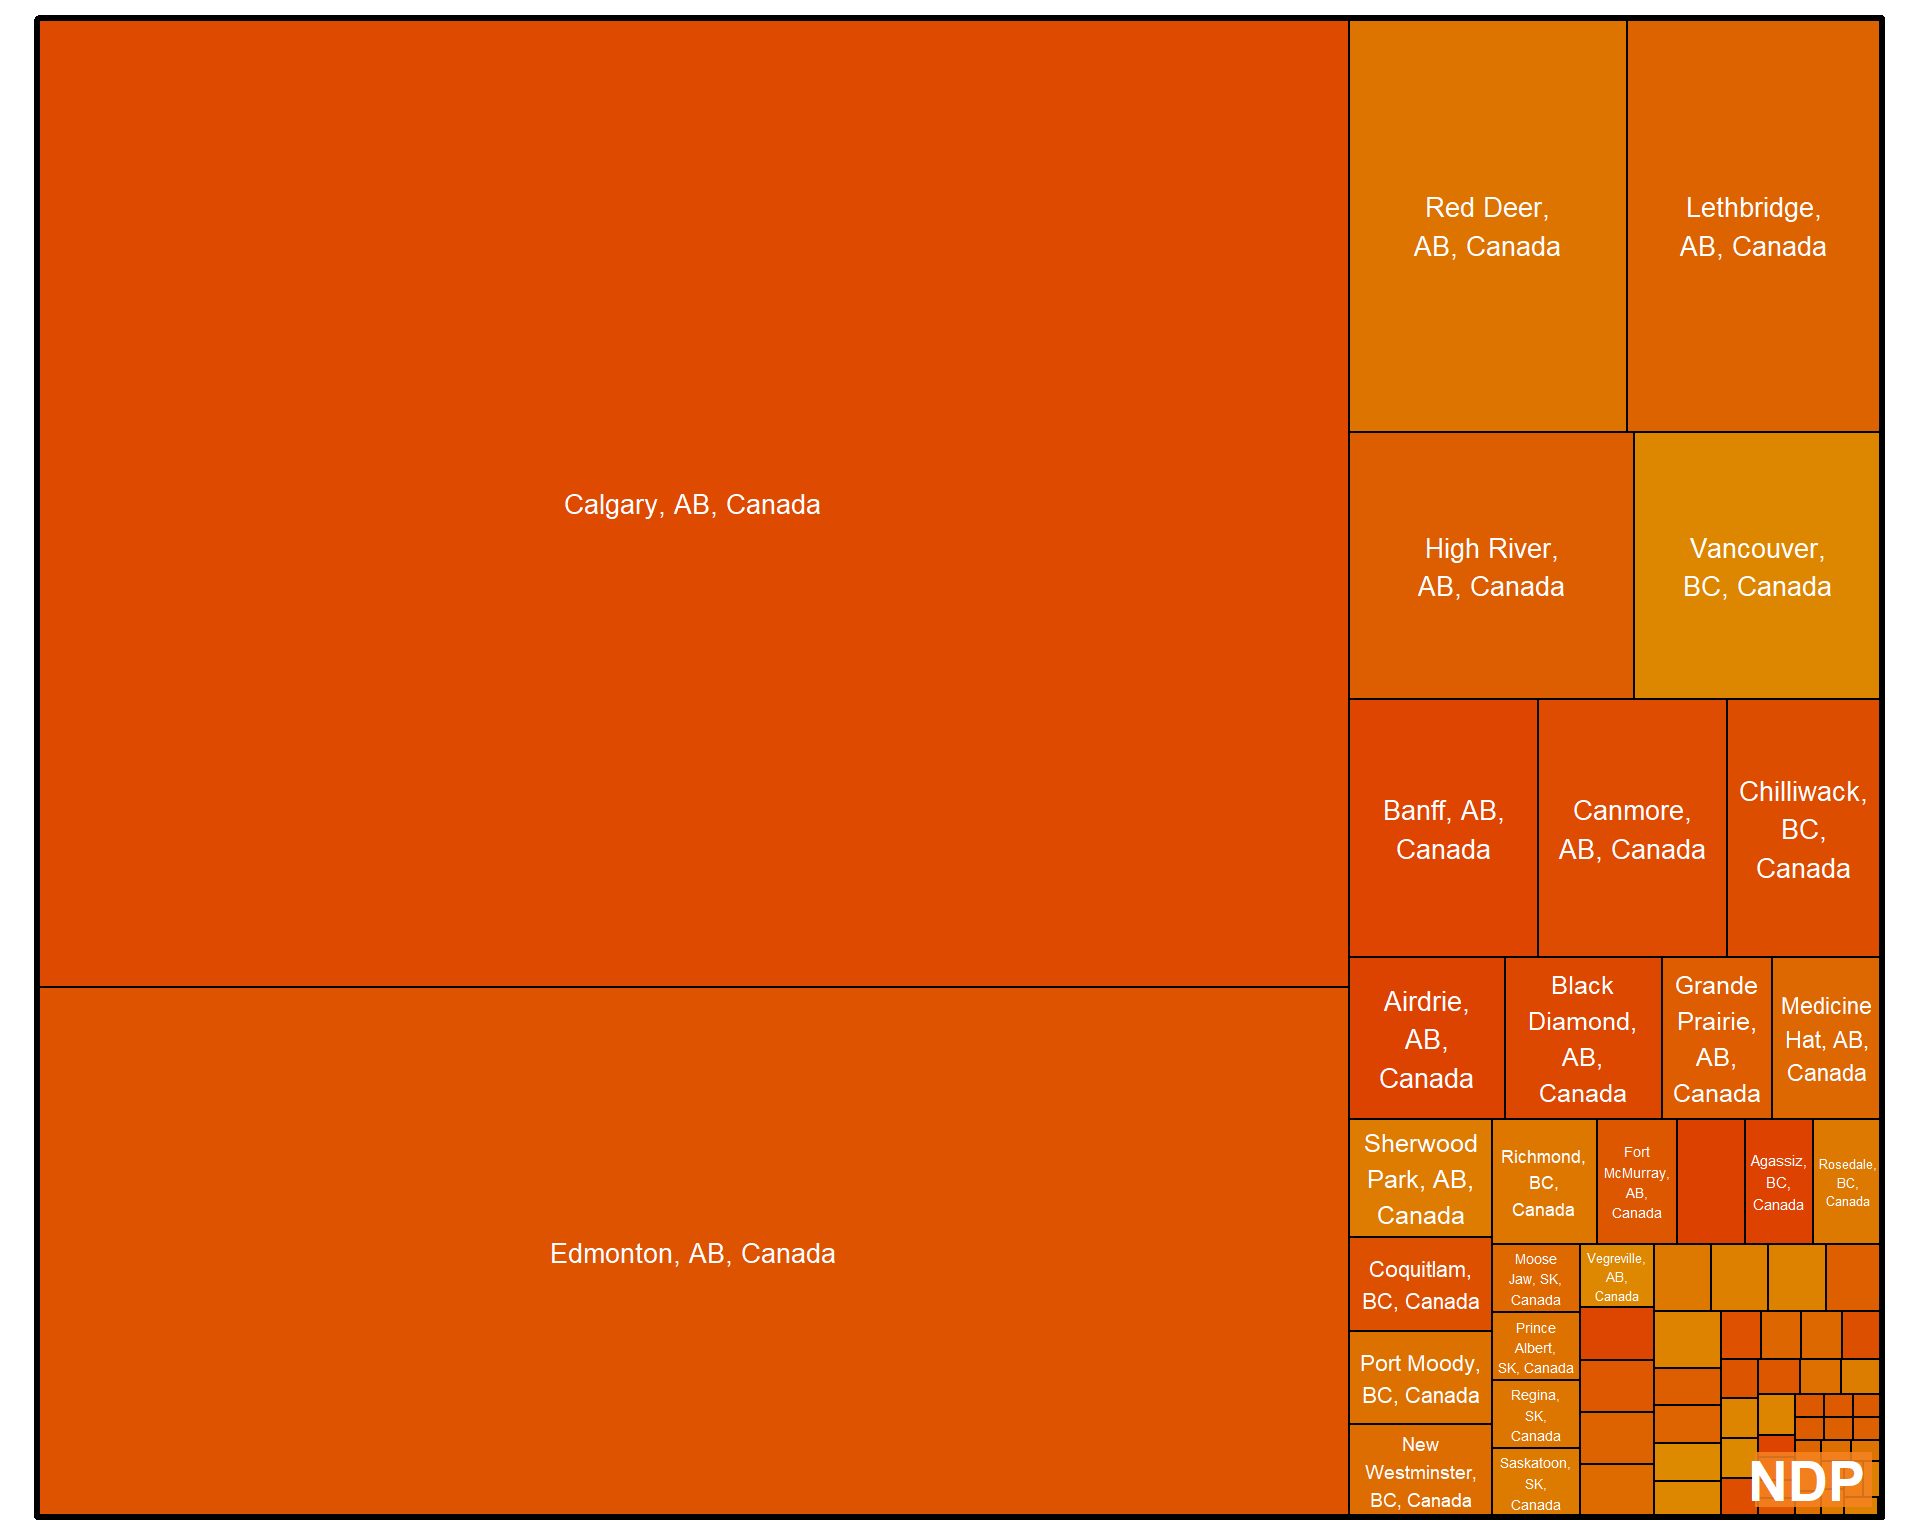 Calgary, AB, Canada
Edmonton, AB, Canada
Red Deer,
AB, Canada
Lethbridge,
AB, Canada
High River,
AB, Canada
Vancouver,
BC, Canada
Banff, AB,
Canada
Canmore,
AB, Canada
Chilliwack,
BC,
Canada
Airdrie,
AB,
Canada
Black
Diamond,
AB,
Canada
Grande
Prairie,
AB,
Canada
Medicine
Hat, AB,
Canada
Sherwood
Park, AB,
Canada
Coquitlam,
BC, Canada
Port Moody,
BC, Canada
New
Westminster,
BC, Canada
Richmond,
BC,
Canada
Fort
McMurray,
AB,
Canada
Agassiz,
BC,
Canada
Rosedale,
BC,
Canada
Moose
Jaw, SK,
Canada
Prince
Albert,
SK, Canada
Regina,
SK,
Canada
Saskatoon,
SK,
Canada
Vegreville,
AB,
Canada
NDP